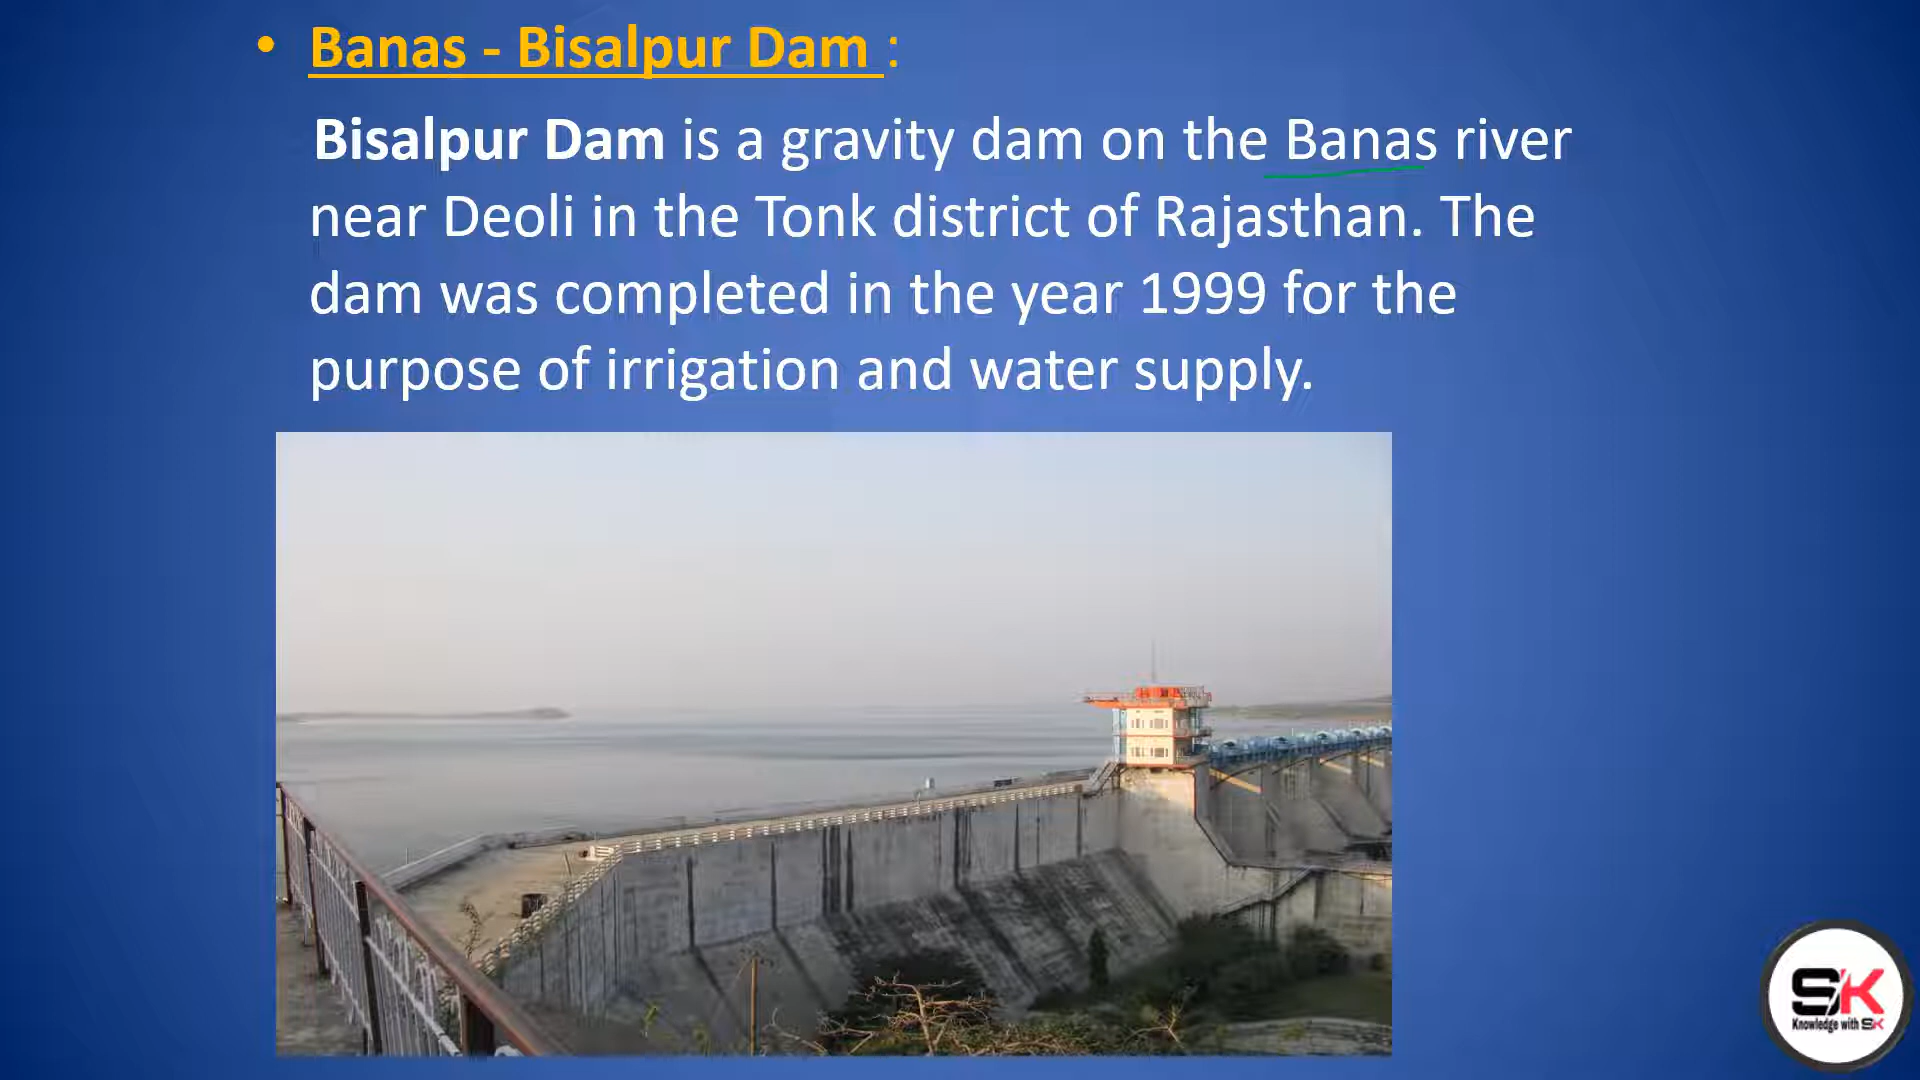 • Banas - Bisalpur Dam :
Bisalpur Dam is a gravity dam on the Banas river
near Deoli in the Tonk district of Rajasthan. The
dam was completed in the year 1999 for the
purpose of irrigation and water supply.
SK
Knowledge with SK